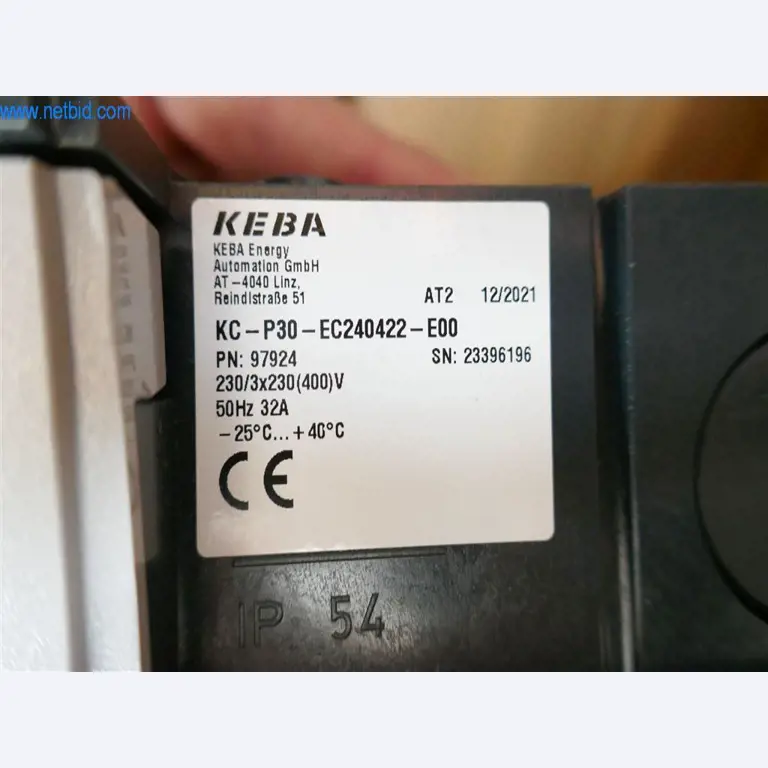 www.netbid.com
KEBA
KEBA Energy
Automation GmbH
AT-4040 Linz,
Reindlstraße 51
AT2 12/2021
KC-P30-EC240422-E00
PN: 97924 SN: 23396196
230/3x230(400)V
50Hz 32A
-25°C...+40°C
CE
IP 54